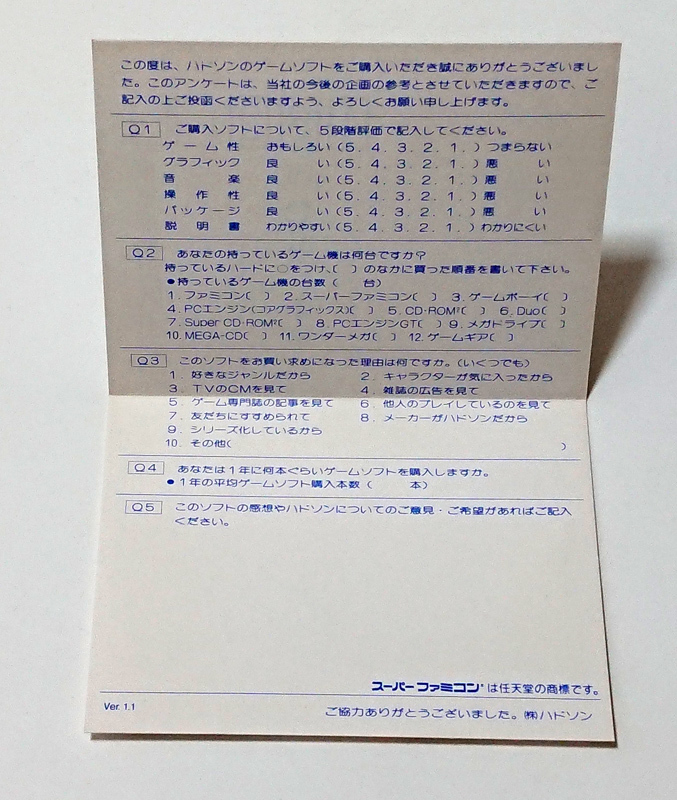 この度は、ハドソンのゲームソフトをご購入いただき誠にありがとうございまし
た。このアンケートは、当社の今後の企画の参考とさせていただきますので、ご
記入の上ご投函くださいますよう、よろしくお願い申し上げます。
Q1 ご購入ソフトについて、5段階評価で記入してください。
ゲーム性 おもしろい(5. 4. 3. 2. 1.)つまらない
グラフィック 良い(5. 4. 3. 2. 1.)悪い
音楽 良い(5. 4. 3. 2. 1.)悪い
操作性 良い(5. 4. 3. 2. 1.)悪い
パッケージ 良い(5. 4. 3. 2. 1.)悪い
説明書 わかりやすい(5. 4. 3. 2. 1.)わかりにくい
Q2 あなたの持っているゲーム機は何台ですか?
持っているハードに○をつけ、( )のなかに買った順番を書いて下さい。
●持っているゲーム機の台数( 台)
1. ファミコン( ) 2. スーパーファミコン( ) 3. ゲームボーイ( )
4. PCエンジン(コアグラフィックス)( ) 5. CD-ROM²( ) 6. Duo( )
7. Super CD-ROM²( ) 8. PCエンジンGT( ) 9. メガドライブ( )
10. MEGA-CD( ) 11. ワンダーメガ( ) 12. ゲームギア( )
Q3 このソフトをお買い求めになった理由は何ですか。(いくつでも)
1. 好きなジャンルだから 2. キャラクターが気に入ったから
3. TVのCMを見て 4. 雑誌の広告を見て
5. ゲーム専門誌の記事を見て 6. 他人のプレイしているのを見て
7. 友だちにすすめられて 8. メーカーがハドソンだから
9. シリーズ化しているから
10. その他( )
Q4 あなたは1年に何本ぐらいゲームソフトを購入しますか。
●1年の平均ゲームソフト購入本数( 本)
Q5 このソフトの感想やハドソンについてのご意見・ご希望があればご記入
ください。
スーパーファミコン®は任天堂の商標です。
Ver. 1.1
ご協力ありがとうございました。㈱ハドソン